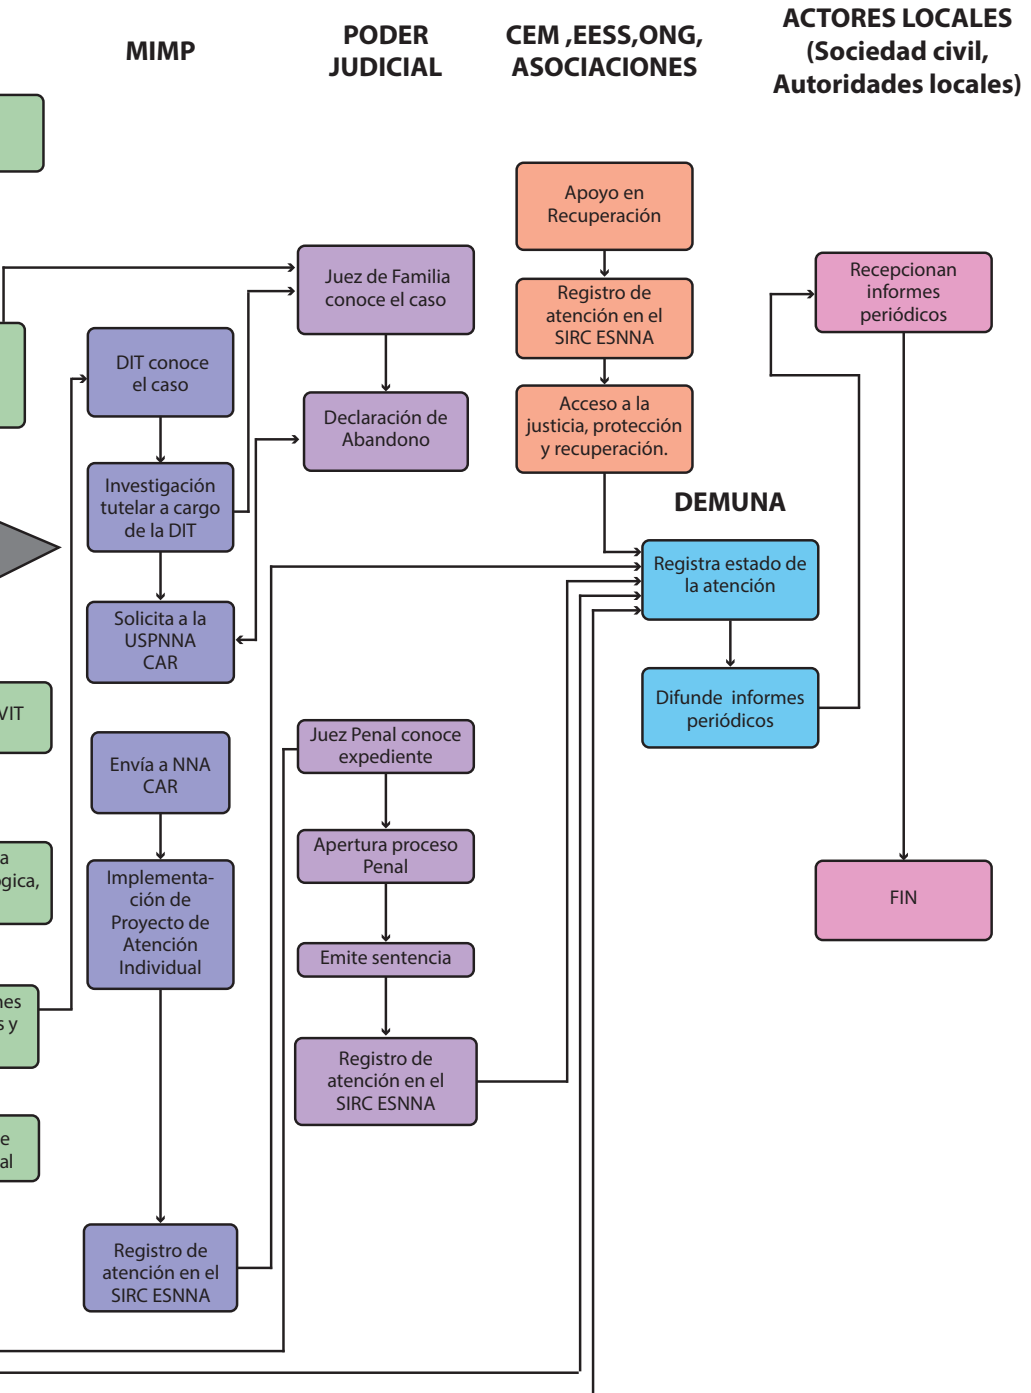 MIMP
PODER
JUDICIAL
CEM ,EESS,ONG,
ASOCIACIONES
ACTORES LOCALES
(Sociedad civil,
Autoridades locales)
Apoyo en
Recuperación
Juez de Familia
conoce el caso
Registro de
atención en el
SIRC ESNNA
Recepcionan
informes
periódicos
DIT conoce
el caso
Declaración de
Abandono
Acceso a la
justicia, protección
y recuperación.
Investigación
tutelar a cargo
de la DIT
DEMUNA
Registra estado de
la atención
Solicita a la
USPNNA
CAR
Difunde informes
periódicos
VIT
Envía a NNA
CAR
Juez Penal conoce
expediente
Apertura proceso
Penal
a
ógica,
Implementa-
ción de
Proyecto de
Atención
Individual
FIN
Emite sentencia
nes
s y
Registro de
atención en el
SIRC ESNNA
e
al
Registro de
atención en el
SIRC ESNNA